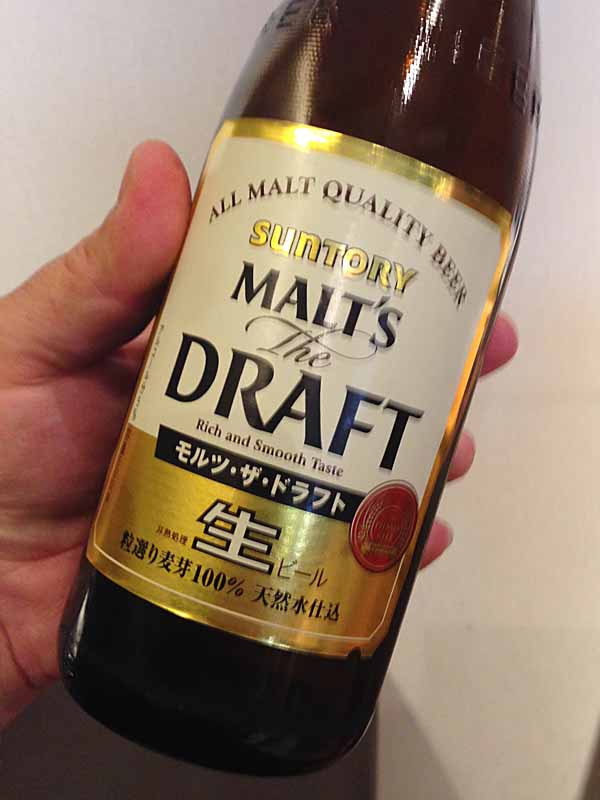 ALL MALT QUALITY BEER
SUNTORY
MALT'S
The
DRAFT
Rich and Smooth Taste
モルツ・ザ・ドラフト
非熱処理
生
ビール
粒選り麦芽100% 天然水仕込